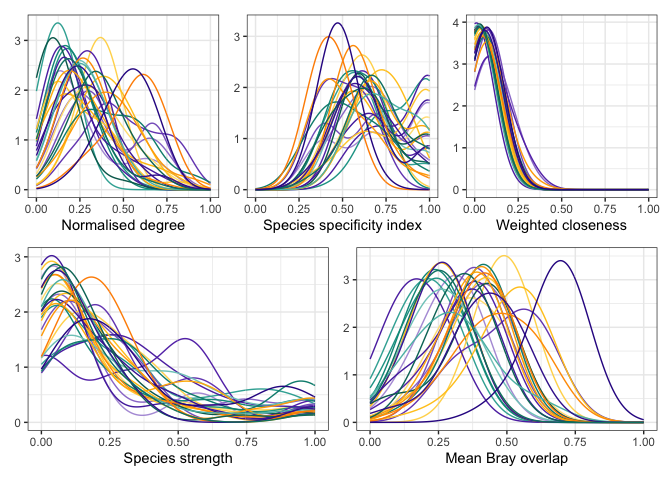 3
2
1
0
0.00 0.25 0.50 0.75 1.00
Normalised degree
3
2
1
0
0.00 0.25 0.50 0.75 1.00
Species specificity index
4
3
2
1
0
0.00 0.25 0.50 0.75 1.00
Weighted closeness
3
2
1
0
0.00 0.25 0.50 0.75 1.00
Species strength
3
2
1
0
0.00 0.25 0.50 0.75 1.00
Mean Bray overlap